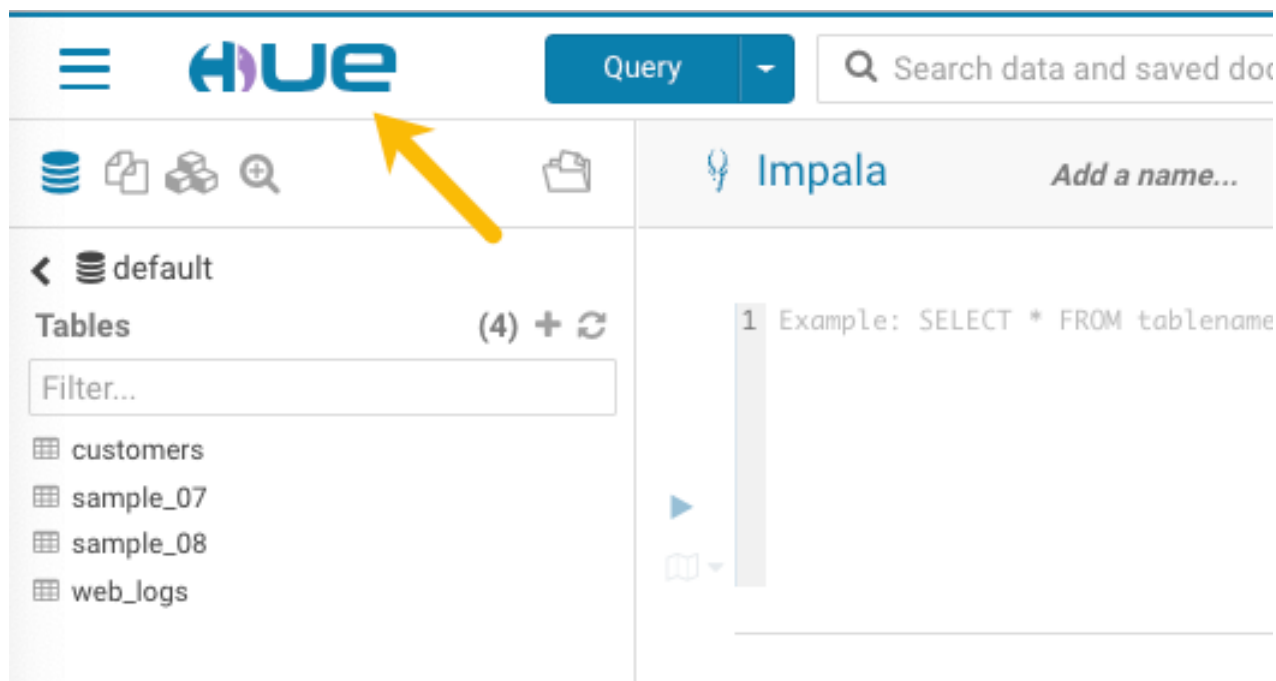 HUE
Query
Search data and saved doc
Impala
Add a name...
default
Tables (4)
Filter...
1 Example: SELECT * FROM tablename
customers
sample_07
sample_08
web_logs